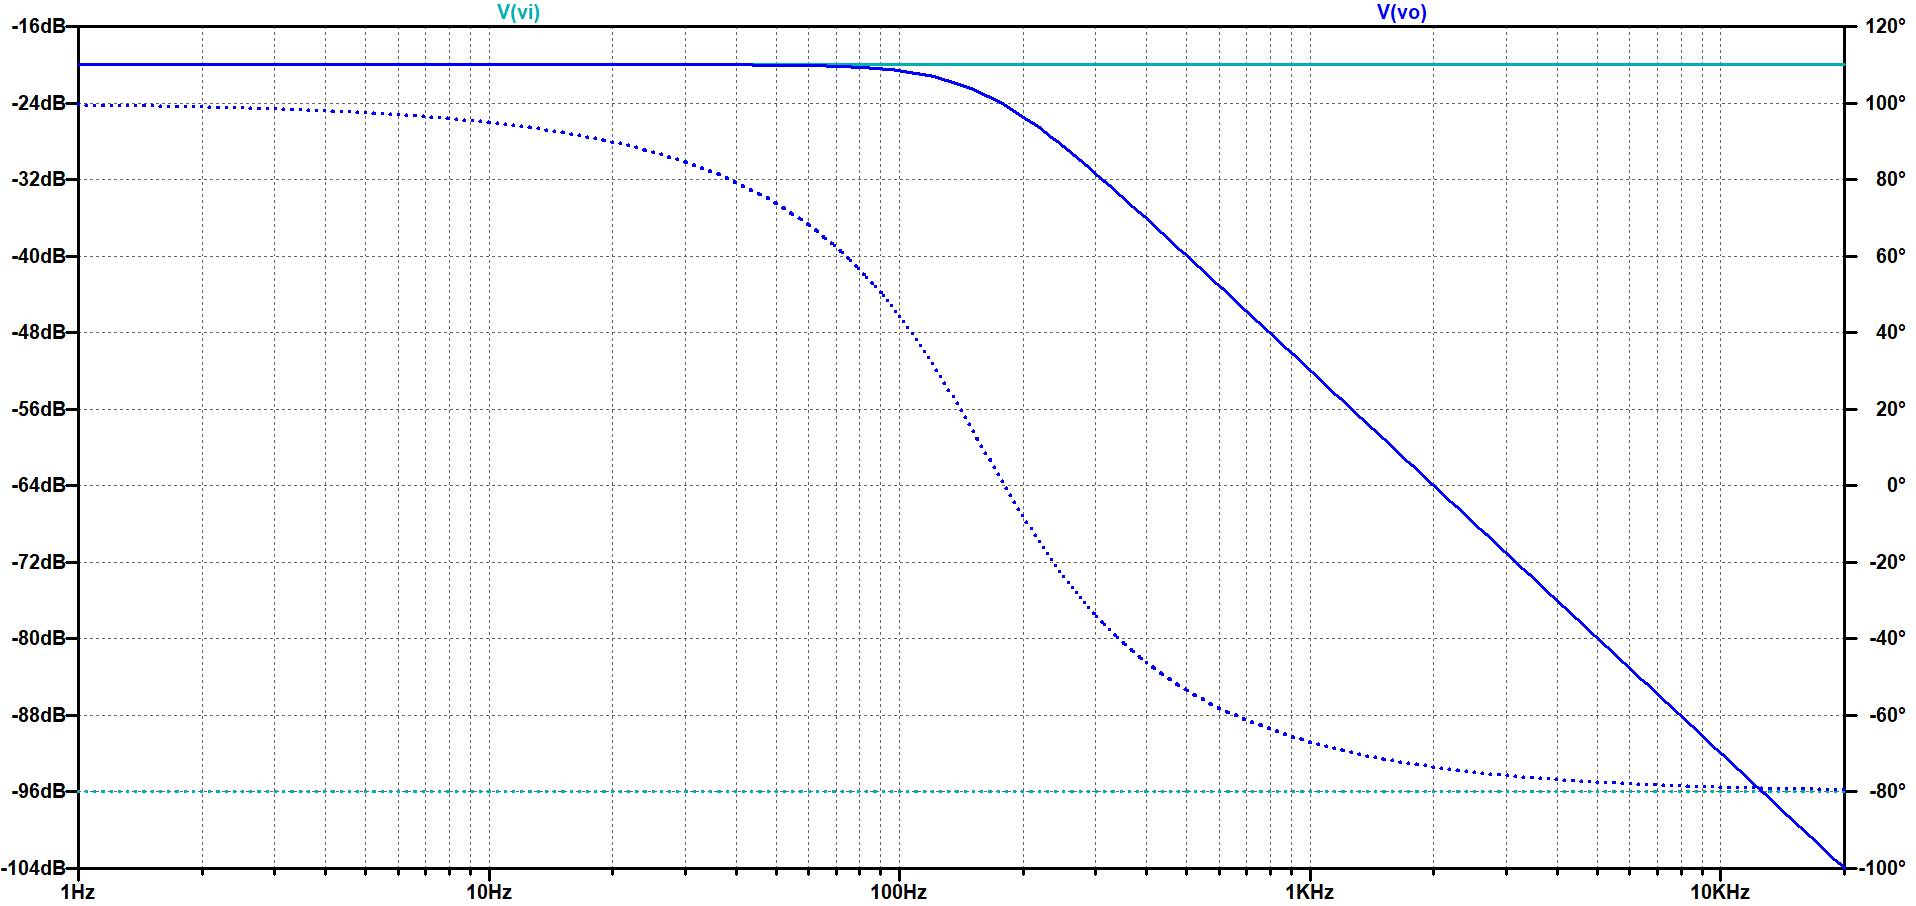 V(vi) V(vo)
-16dB 120°
-24dB 100°
-32dB 80°
-40dB 60°
-48dB 40°
-56dB 20°
-64dB 0°
-72dB -20°
-80dB -40°
-88dB -60°
-96dB -80°
-104dB -100°
1Hz 10Hz 100Hz 1KHz 10KHz